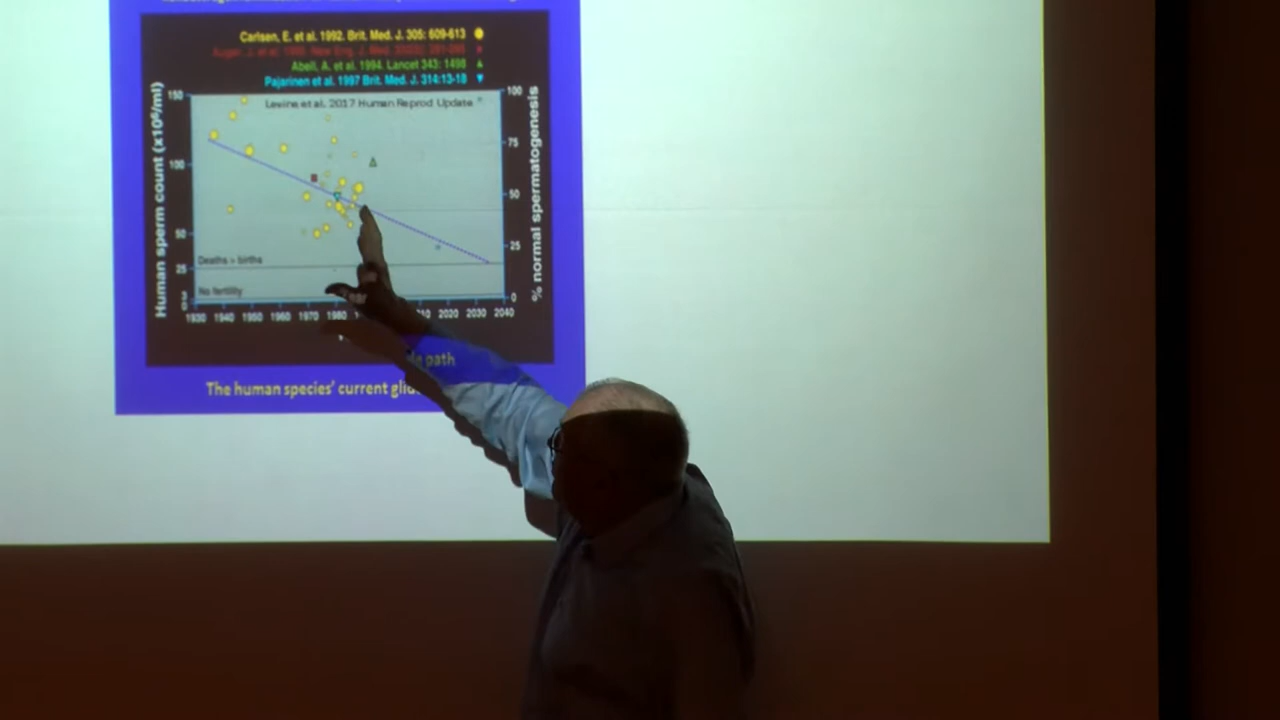 Carlsen, E. et al. 1992. Brit. Med. J. 305: 609-613
Abell, A. et al. 1994. Lancet 343: 1498
Pajarinen et al. 1997 Brit. Med. J. 314:13-18
Levine et al. 2017 Human Reprod Update
Human sperm count (x10⁶/ml)
150
100
50
25
0
Deaths > births
No fertility
100
75
50
25
0
% normal spermatogenesis
1930 1940 1950 1960 1970 1980 2020 2030 2040
path
The human species' current